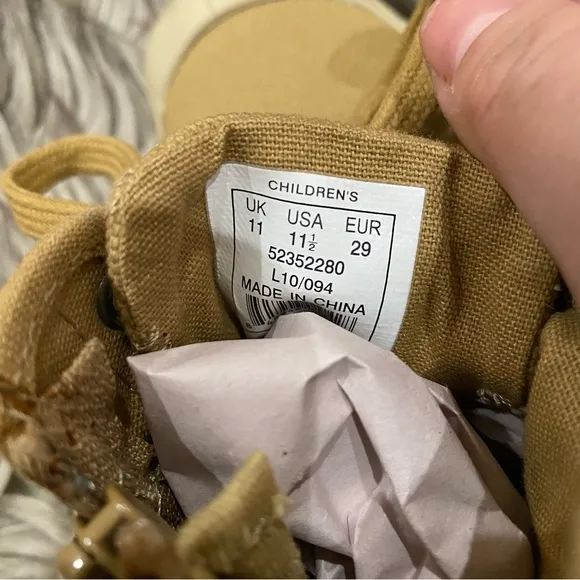 CHILDREN'S
UK USA EUR
11 11½ 29
52352280
L10/094
MADE IN CHINA